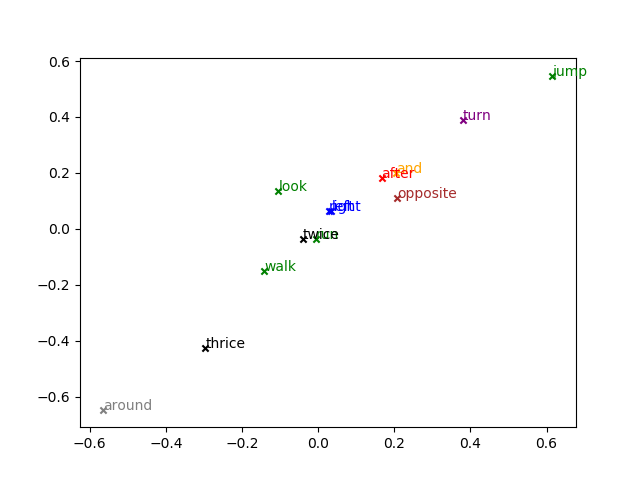 0.6
jump
0.4
turn
0.2
and
after
look
opposite
left
right
0.0
twice
run
walk
−0.2
−0.4
thrice
−0.6
around
−0.6 −0.4 −0.2 0.0 0.2 0.4 0.6